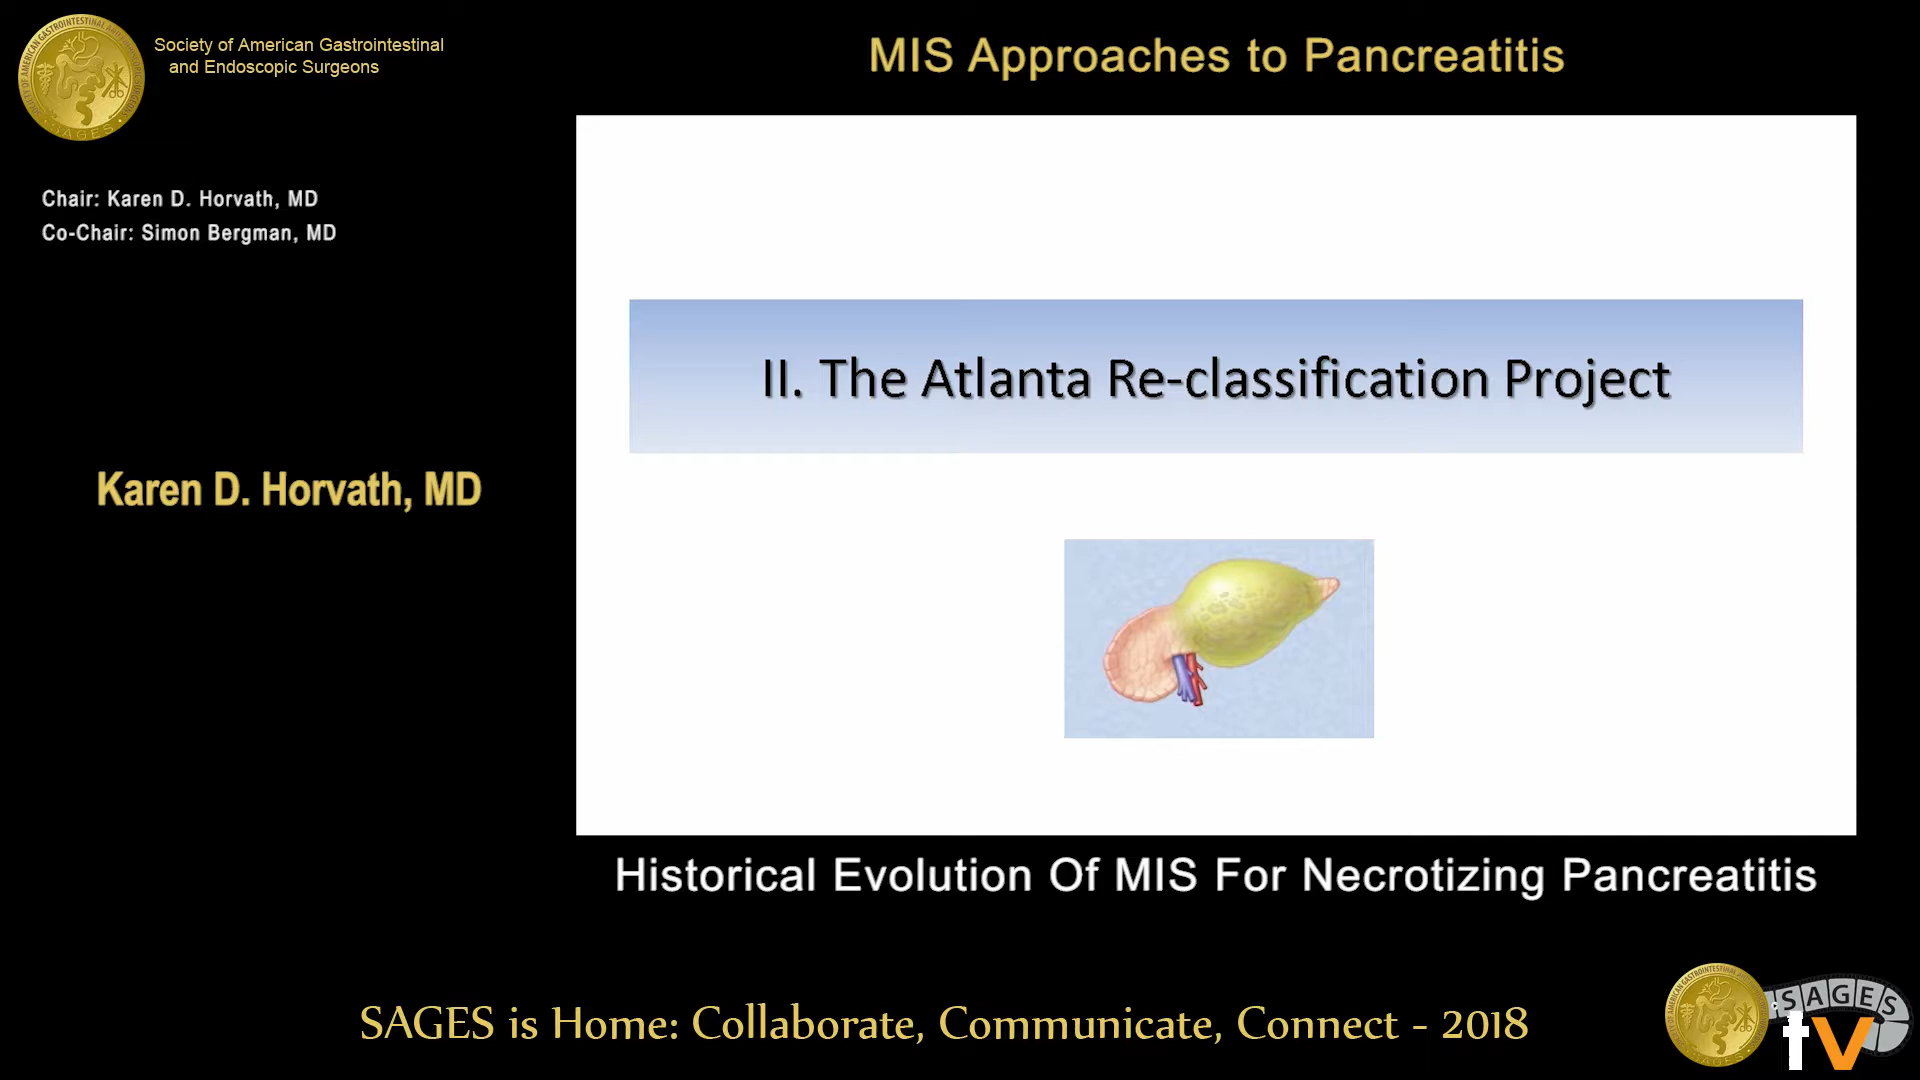 Society of American Gastrointestinal
and Endoscopic Surgeons
MIS Approaches to Pancreatitis
Chair: Karen D. Horvath, MD
Co-Chair: Simon Bergman, MD
II. The Atlanta Re-classification Project
Karen D. Horvath, MD
Historical Evolution Of MIS For Necrotizing Pancreatitis
SAGES is Home: Collaborate, Communicate, Connect - 2018
SAGES
tv
SAGES